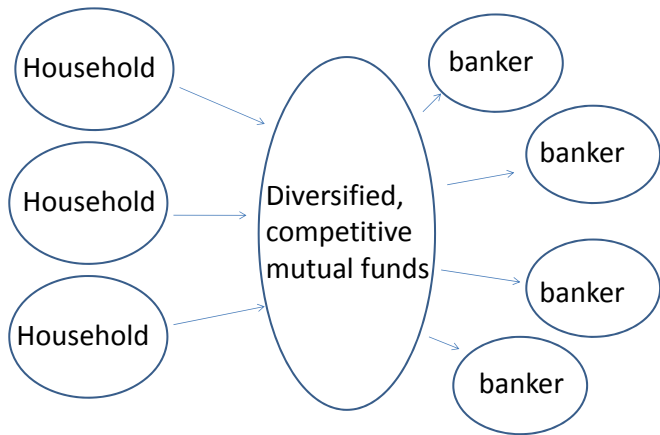 Household
Household
Household
Diversified,
competitive
mutual funds
banker
banker
banker
banker